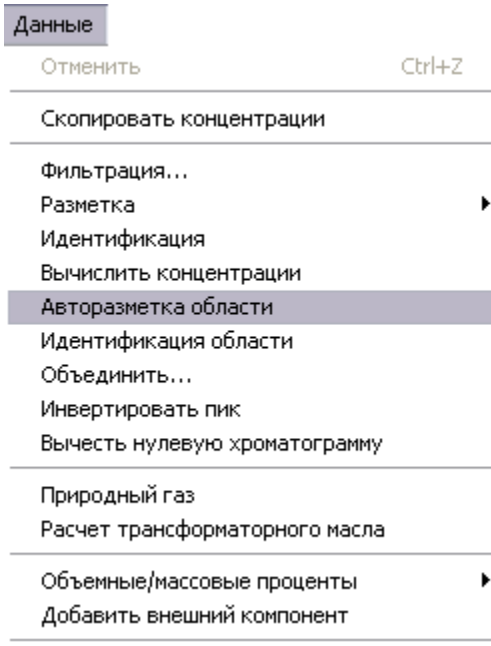 Данные
Отменить Ctrl+Z
Скопировать концентрации
Фильтрация...
Разметка
Идентификация
Вычислить концентрации
Авторазметка области
Идентификация области
Объединить...
Инвертировать пик
Вычесть нулевую хроматограмму
Природный газ
Расчет трансформаторного масла
Объемные/массовые проценты
Добавить внешний компонент